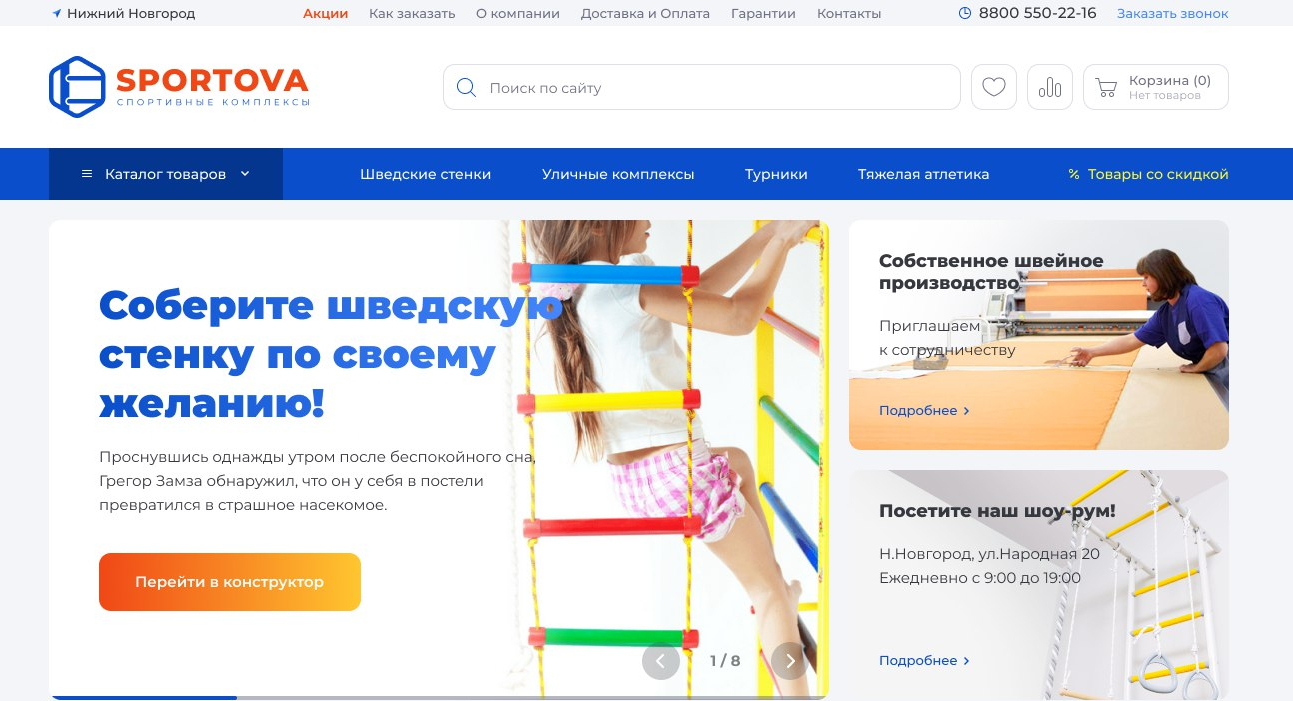 Нижний Новгород
Акции
Как заказать
О компании
Доставка и Оплата
Гарантии
Контакты
8800 550-22-16
Заказать звонок
SPORTOVA
СПОРТИВНЫЕ КОМПЛЕКСЫ
Поиск по сайту
Корзина (0)
Нет товаров
Каталог товаров
Шведские стенки
Уличные комплексы
Турники
Тяжелая атлетика
% Товары со скидкой
Соберите шведскую
стенку по своему
желанию!
Проснувшись однажды утром после беспокойного сна,
Грегор Замза обнаружил, что он у себя в постели
превратился в страшное насекомое.
Перейти в конструктор
1 / 8
Собственное швейное
производство
Приглашаем
к сотрудничеству
Подробнее
Посетите наш шоу-рум!
Н.Новгород, ул.Народная 20
Ежедневно с 9:00 до 19:00
Подробнее